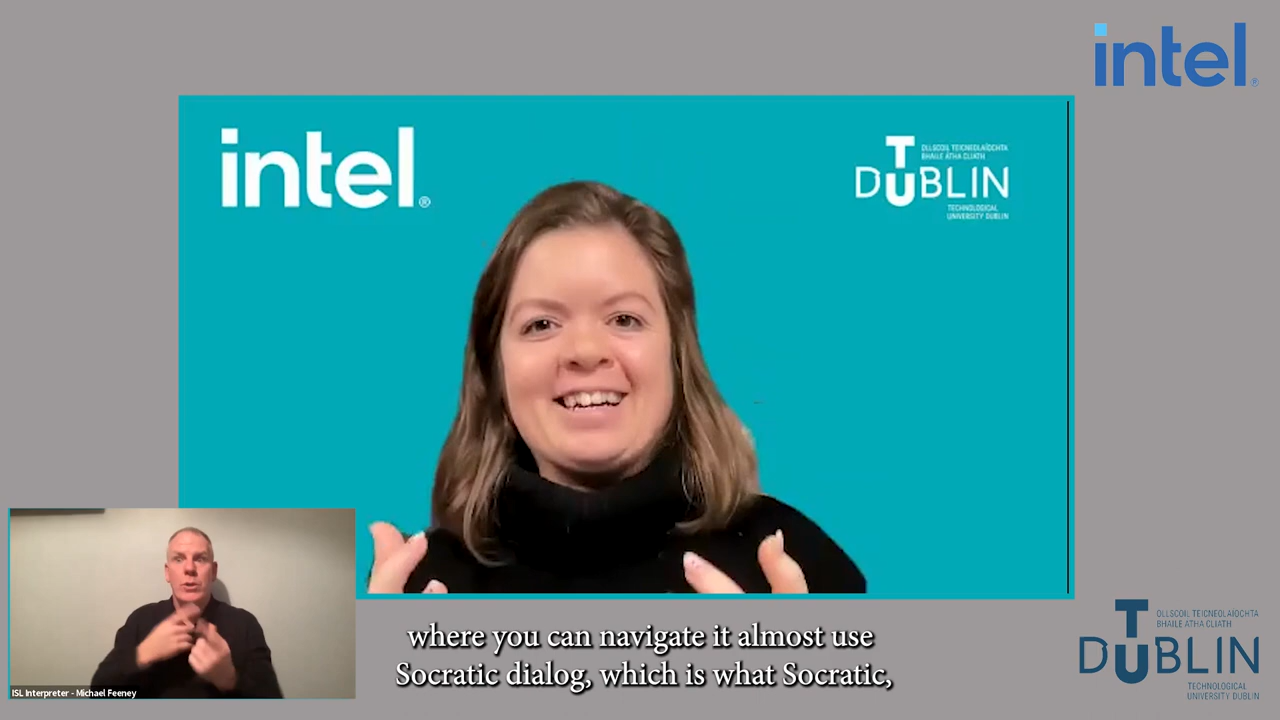 intel
intel
OLLSCOIL TEICNEOLAÍOCHTA
BHAILE ÁTHA CLIATH
TU DUBLIN
TECHNOLOGICAL
UNIVERSITY DUBLIN
where you can navigate it almost use
Socratic dialog, which is what Socratic,
ISL Interpreter - Michael Feeney
OLLSCOIL TEICNEOLAÍOCHTA
BHAILE ÁTHA CLIATH
TU DUBLIN
TECHNOLOGICAL
UNIVERSITY DUBLIN